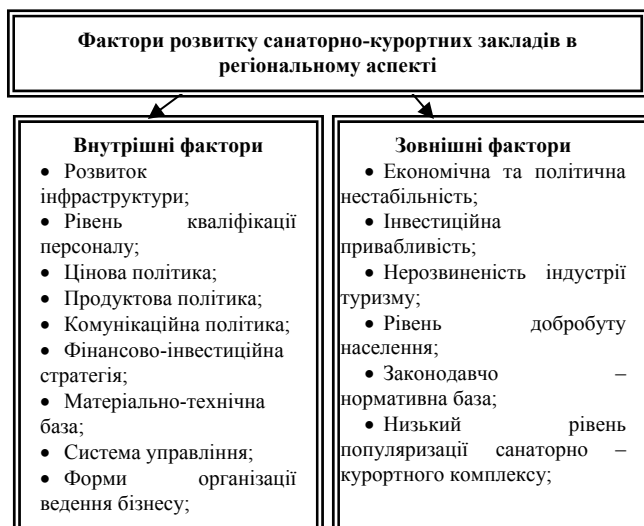 Фактори розвитку санаторно-курортних закладів в
регіональному аспекті
Внутрішні фактори
• Розвиток
інфраструктури;
• Рівень кваліфікації
персоналу;
• Цінова політика;
• Продуктова політика;
• Комунікаційна політика;
• Фінансово-інвестиційна
стратегія;
• Матеріально-технічна
база;
• Система управління;
• Форми організації
ведення бізнесу;
Зовнішні фактори
• Економічна та політична
нестабільність;
• Інвестиційна
привабливість;
• Нерозвиненість індустрії
туризму;
• Рівень добробуту
населення;
• Законодавчо –
нормативна база;
• Низький рівень
популяризації санаторно –
курортного комплексу;